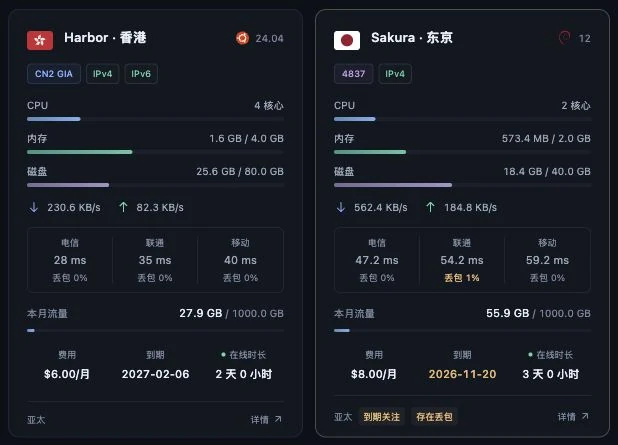 Harbor · 香港
24.04
CN2 GIA IPv4 IPv6
CPU 4 核心
内存 1.6 GB / 4.0 GB
磁盘 25.6 GB / 80.0 GB
↓ 230.6 KB/s ↑ 82.3 KB/s
电信 联通 移动
28 ms 35 ms 40 ms
丢包 0% 丢包 0% 丢包 0%
本月流量 27.9 GB / 1000.0 GB
费用 到期 在线时长
$6.00/月 2027-02-06 2 天 0 小时
亚太 详情 ↗
Sakura · 东京
12
4837 IPv4
CPU 2 核心
内存 573.4 MB / 2.0 GB
磁盘 18.4 GB / 40.0 GB
↓ 562.4 KB/s ↑ 184.8 KB/s
电信 联通 移动
47.2 ms 54.2 ms 59.2 ms
丢包 0% 丢包 1% 丢包 0%
本月流量 55.9 GB / 1000.0 GB
费用 到期 在线时长
$8.00/月 2026-11-20 3 天 0 小时
亚太 到期关注 存在丢包 详情 ↗